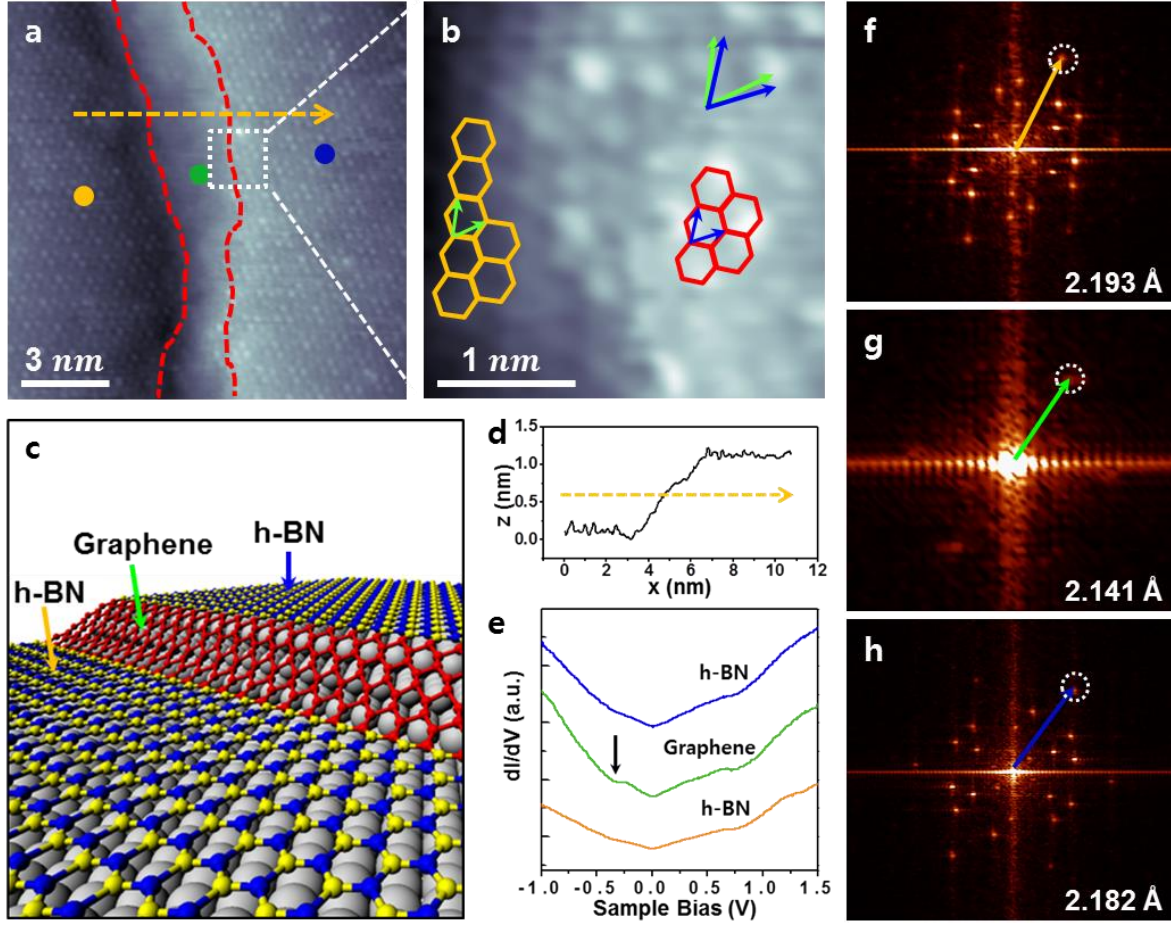 a
3 nm
b
1 nm
c
h-BN
Graphene
h-BN
d
1.5
1.0
0.5
0.0
z (nm)
0 2 4 6 8 10 12
x (nm)
e
h-BN
Graphene
h-BN
dI/dV (a.u.)
-1.0 -0.5 0.0 0.5 1.0 1.5
Sample Bias (V)
f
2.193 Å
g
2.141 Å
h
2.182 Å